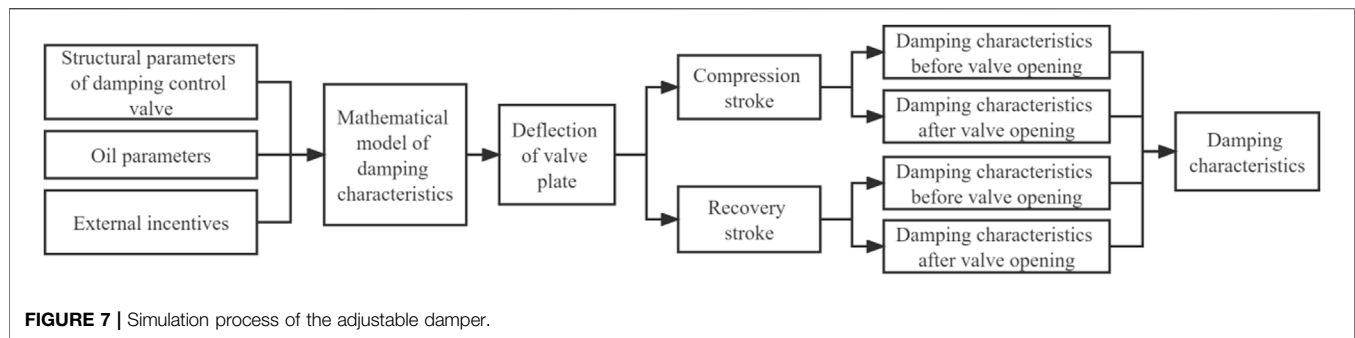 Structural parameters
of damping control
valve
Oil parameters
External incentives
Mathematical
model of
damping
characteristics
Deflection
of valve
plate
Compression
stroke
Recovery
stroke
Damping characteristics
before valve opening
Damping characteristics
after valve opening
Damping characteristics
before valve opening
Damping characteristics
after valve opening
Damping
characteristics
FIGURE 7 | Simulation process of the adjustable damper.